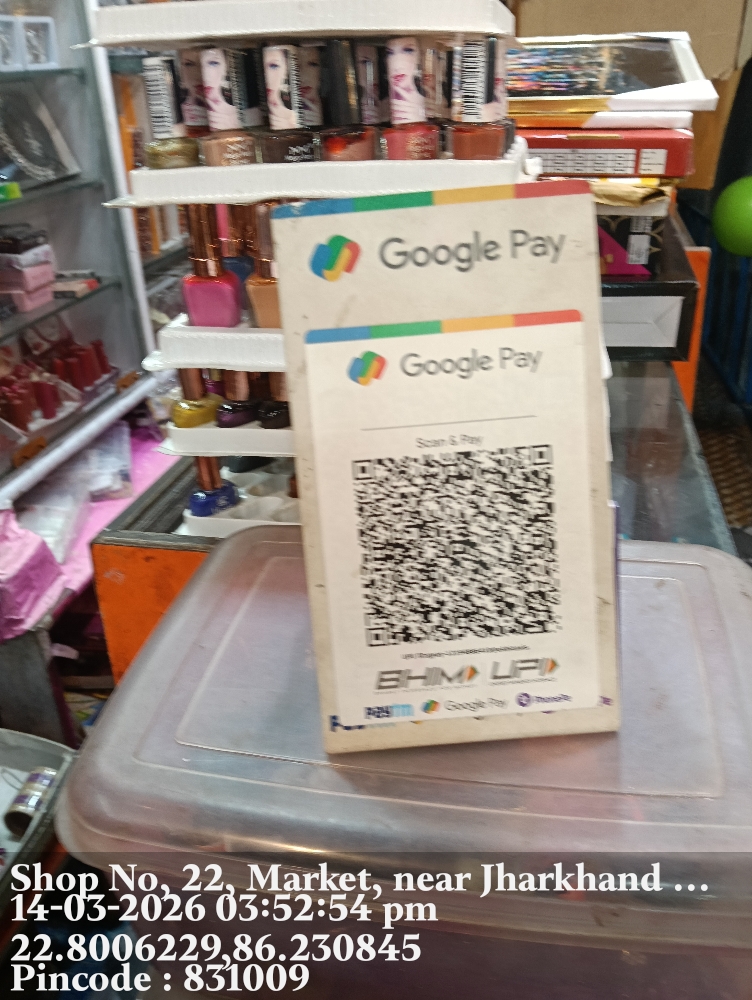 Google Pay
Google Pay
Scan & Pay
BHIM UPI
Paytm Google Pay PhonePe
Shop No, 22, Market, near Jharkhand ...
14-03-2026 03:52:54 pm
22.8006229,86.230845
Pincode : 831009